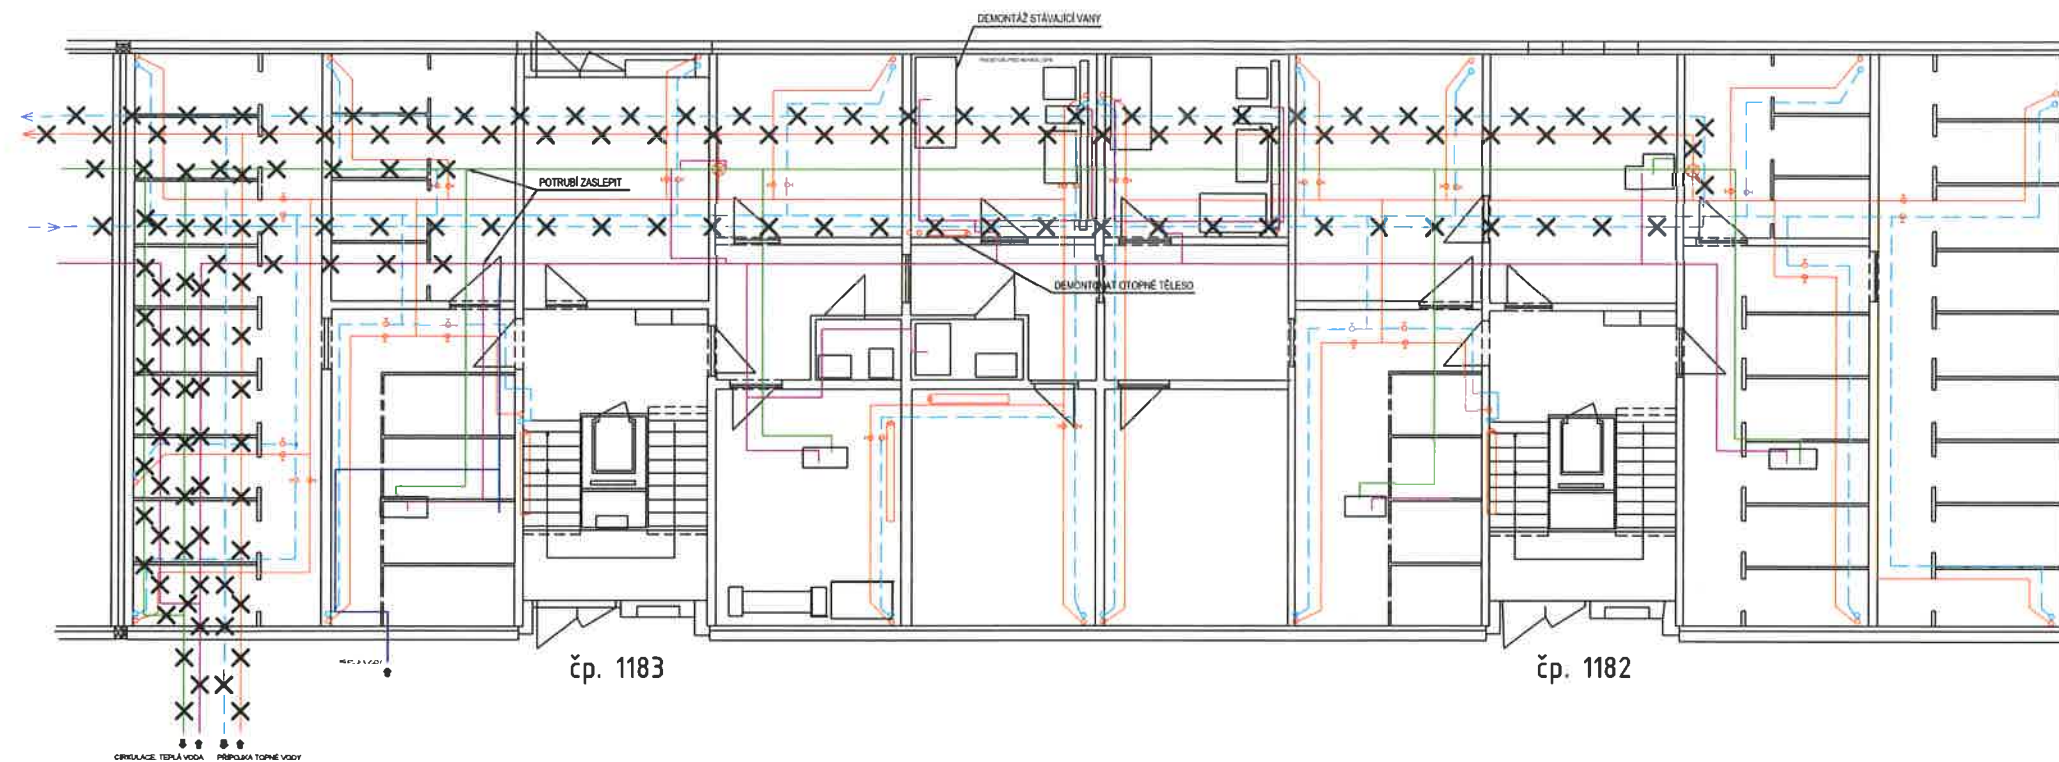 DEMONTÁŽ STÁVAJÍCÍ VANY
POTRUBÍ ZASLEPIT
DEMONTOVAT OTOPNÉ TĚLESO
čp. 1183
čp. 1182
CIRKULACE, TEPLÁ VODA
PŘÍPOJKA TOPNÉ VODY